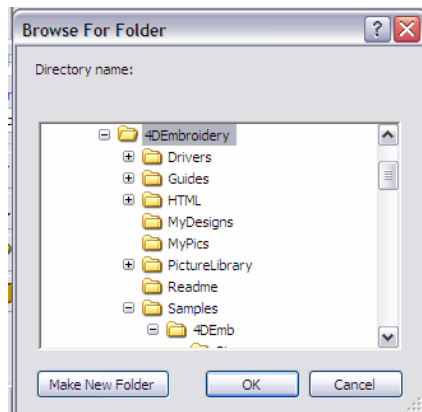 Browse For Folder
Directory name:
4DEmbroidery
Drivers
Guides
HTML
MyDesigns
MyPics
PictureLibrary
Readme
Samples
4DEmb
Make New Folder
OK
Cancel